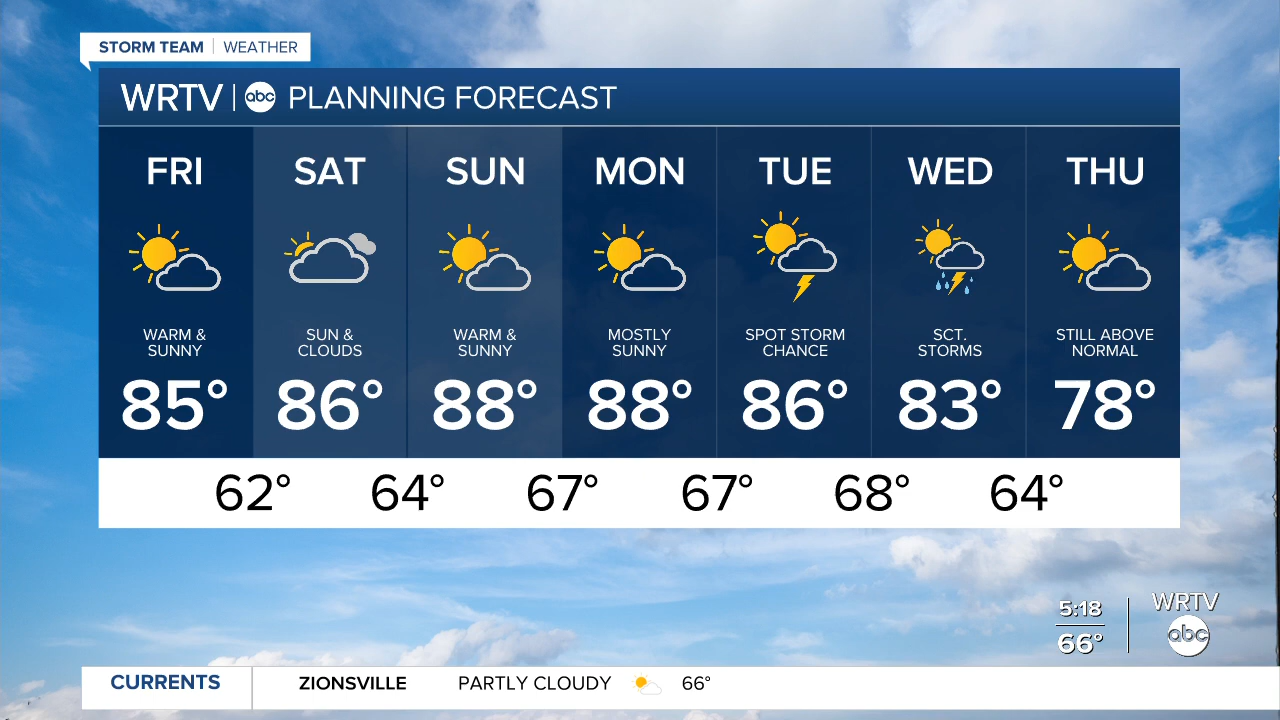 STORM TEAM | WEATHER
WRTV | abc PLANNING FORECAST
FRI SAT SUN MON TUE WED THU
WARM & SUNNY SUN & CLOUDS WARM & SUNNY MOSTLY SUNNY SPOT STORM CHANCE SCT. STORMS STILL ABOVE NORMAL
85° 86° 88° 88° 86° 83° 78°
62° 64° 67° 67° 68° 64°
5:18
66°
WRTV
abc
CURRENTS ZIONSVILLE PARTLY CLOUDY 66°